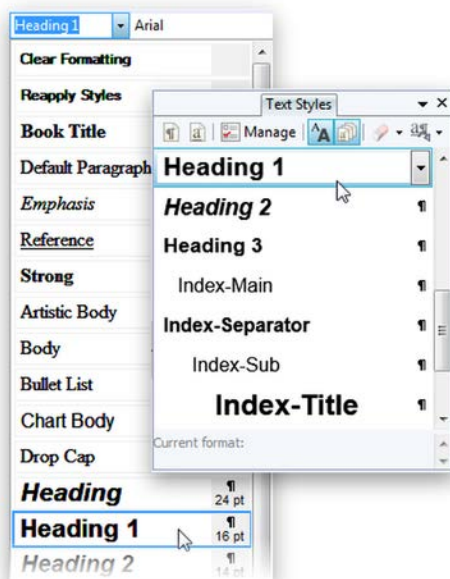 Heading 1 Arial
Clear Formatting
Reapply Styles
Book Title
Default Paragraph
Emphasis
Reference
Strong
Artistic Body
Body
Bullet List
Chart Body
Drop Cap
Heading ¶ 24 pt
Heading 1 ¶ 16 pt
Heading 2 ¶ 14 pt
Text Styles
¶ a Manage AA aa
Heading 1
Heading 2 ¶
Heading 3 ¶
Index-Main ¶
Index-Separator ¶
Index-Sub ¶
Index-Title ¶
Current format: